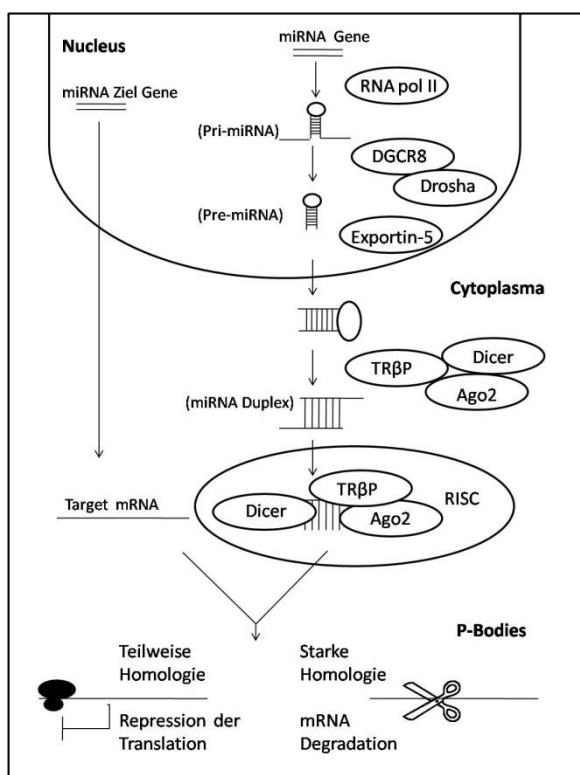 Nucleus
miRNA Gene
miRNA Ziel Gene
RNA pol II
(Pri-miRNA)
DGCR8
Drosha
(Pre-miRNA)
Exportin-5
Cytoplasma
TRβP
Dicer
Ago2
(miRNA Duplex)
Target mRNA
Dicer
TRβP
Ago2
RISC
P-Bodies
Teilweise
Homologie
Starke
Homologie
Repression der
Translation
mRNA
Degradation